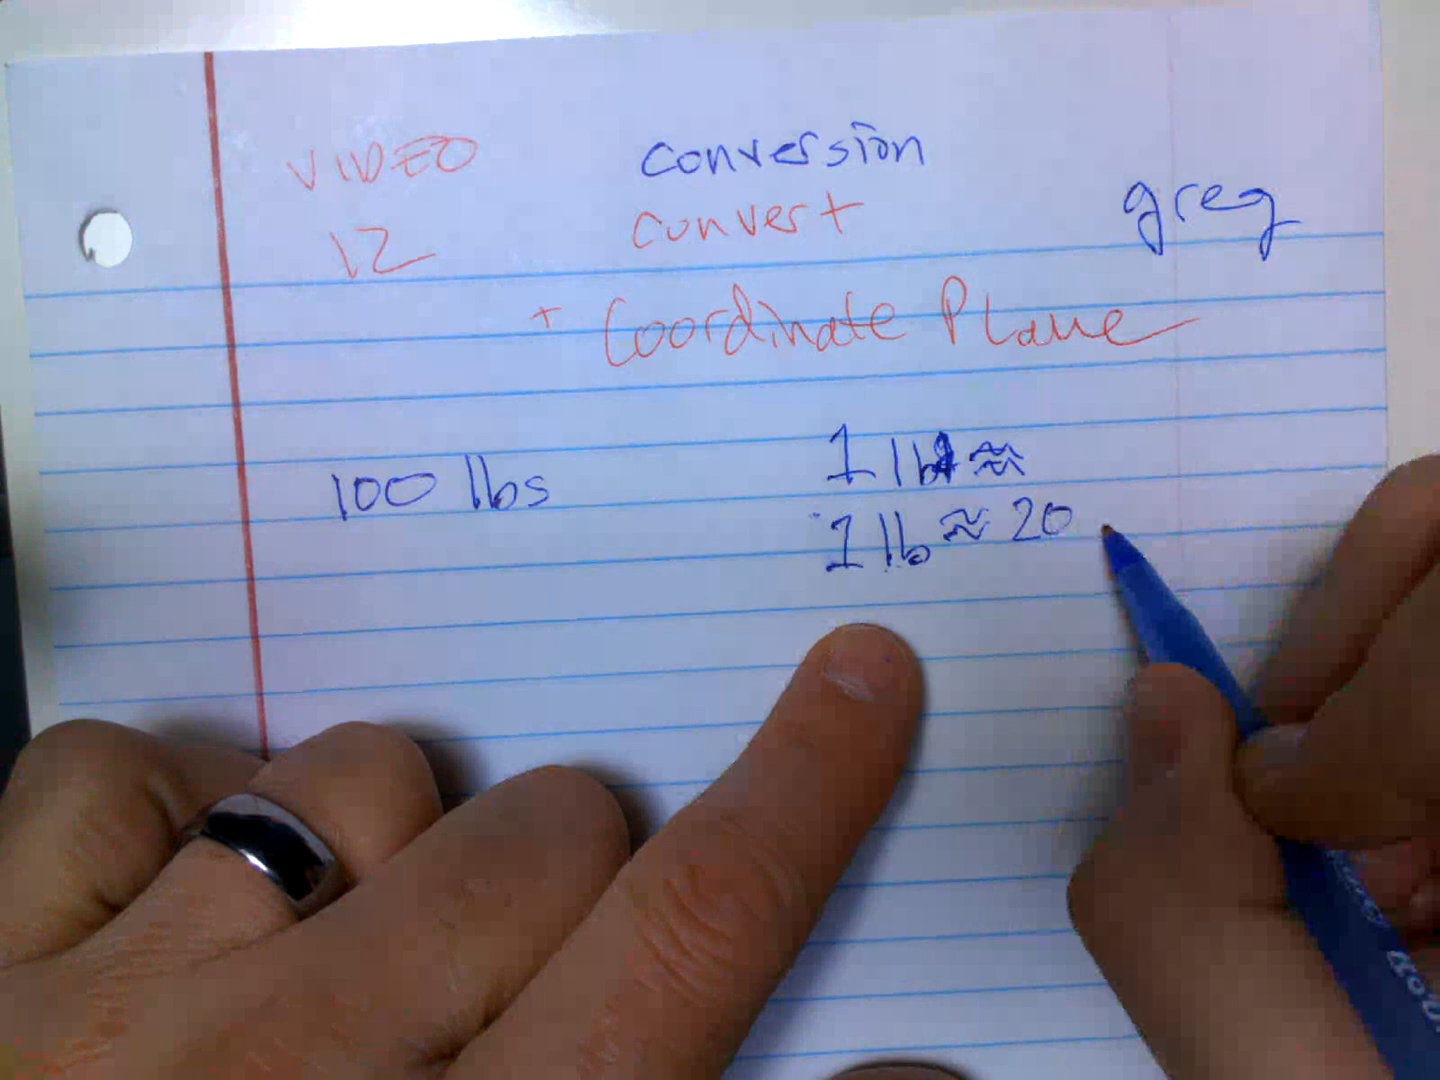 VIDEO
12
conversion
convert
greg
+ Coordinate Plane
100 lbs
1 lb ≈
1 lb ≈ 20